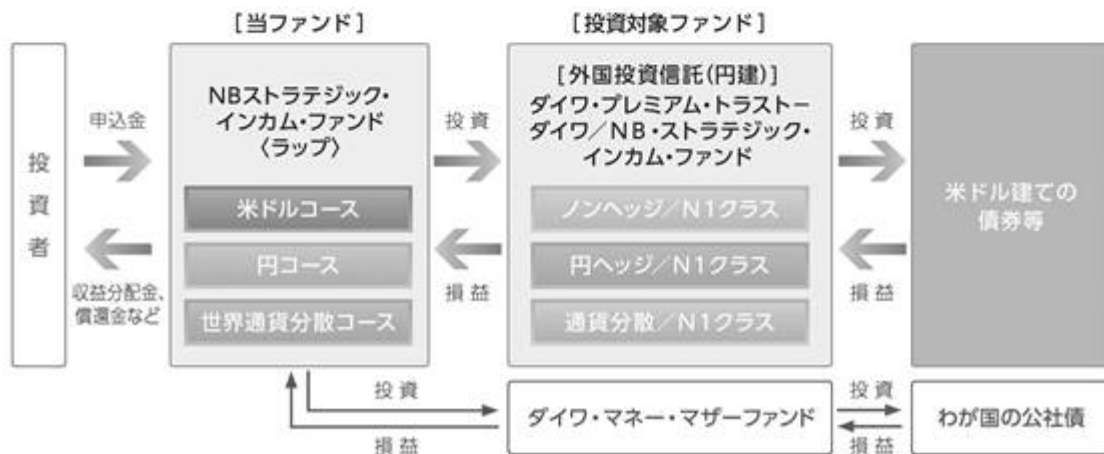 [当ファンド]
[投資対象ファンド]
投資者
申込金
収益分配金、
償還金など
NBストラテジック・
インカム・ファンド
〈ラップ〉
米ドルコース
円コース
世界通貨分散コース
投資
損益
[外国投資信託(円建)]
ダイワ・プレミアム・トラスト－
ダイワ／NB・ストラテジック・
インカム・ファンド
ノンヘッジ／N1クラス
円ヘッジ／N1クラス
通貨分散／N1クラス
投資
損益
米ドル建ての
債券等
投資
損益
ダイワ・マネー・マザーファンド
投資
損益
わが国の公社債